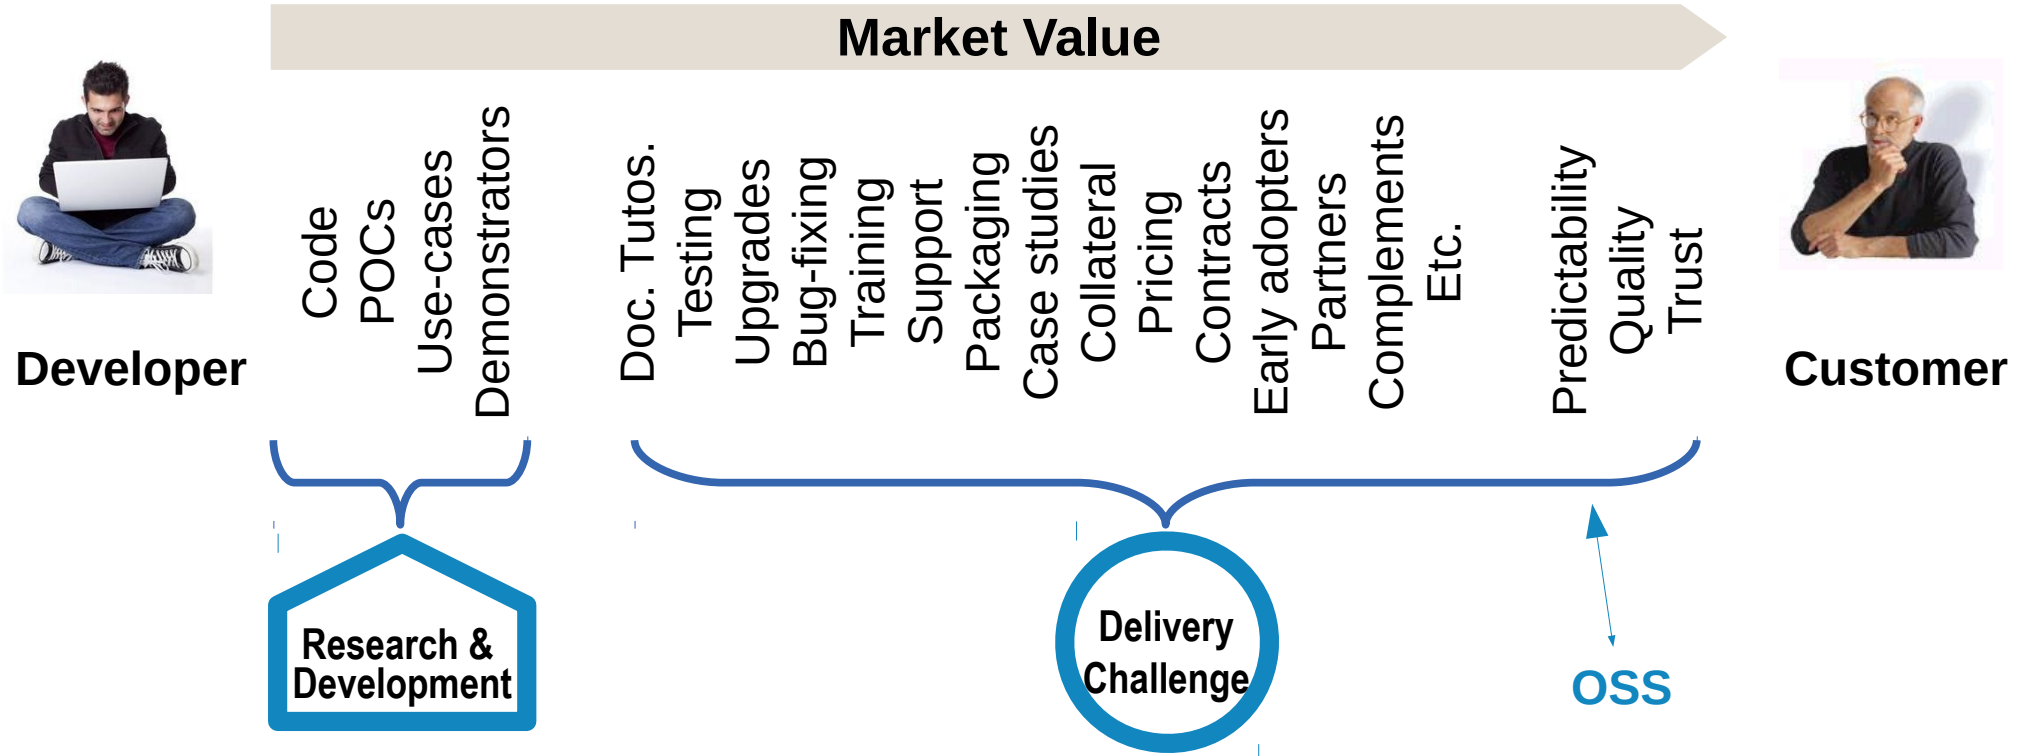 Market Value
Developer
Code
POCs
Use-cases
Demonstrators
Doc. Tutos.
Testing
Upgrades
Bug-fixing
Training
Support
Packaging
Case studies
Collateral
Pricing
Contracts
Early adopters
Partners
Complements
Etc.
Predictability
Quality
Trust
Customer
Research &
Development
Delivery
Challenge
OSS